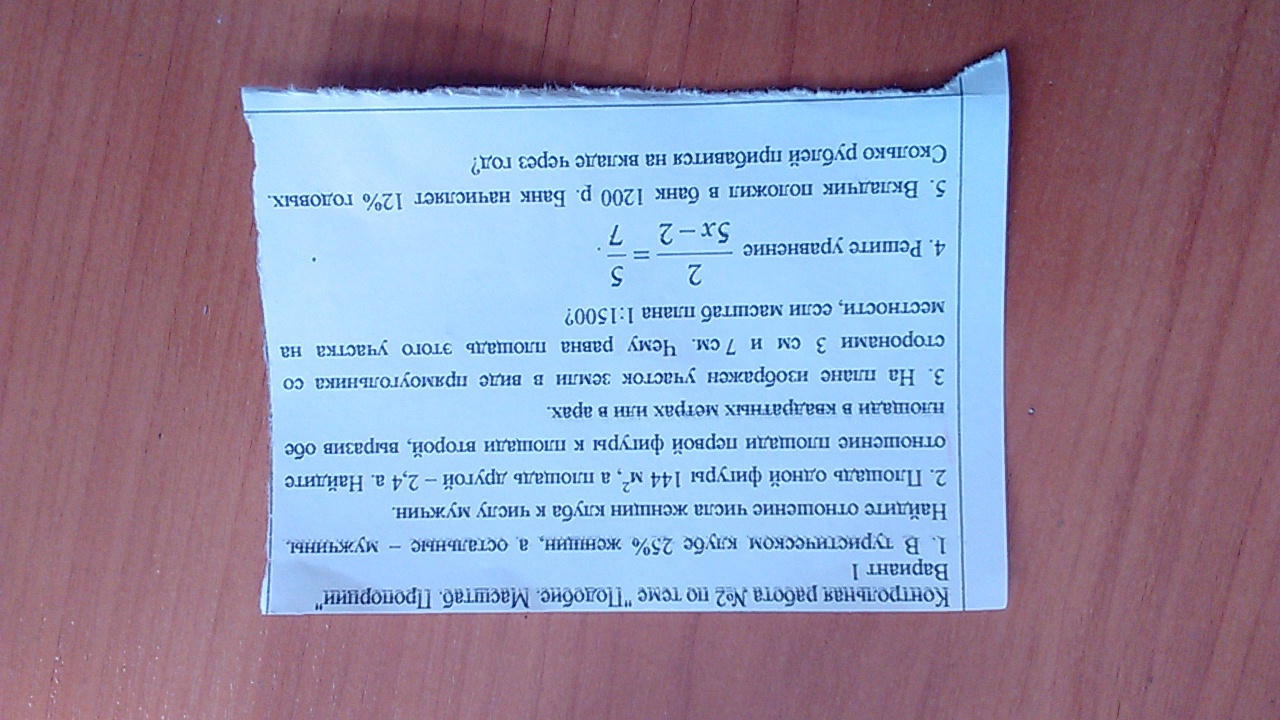 Контрольная работа №2 по теме "Подобие. Масштаб. Пропорции"
Вариант 1
1. В туристическом клубе 25% женщин, а остальные – мужчины.
Найдите отношение числа женщин клуба к числу мужчин.
2. Площадь одной фигуры 144 м², а площадь другой – 2,4 а. Найдите
отношение площади первой фигуры к площади второй, выразив обе
площади в квадратных метрах или в арах.
3. На плане изображен участок земли в виде прямоугольника со
сторонами 3 см и 7см. Чему равна площадь этого участка на
местности, если масштаб плана 1:1500?
4. Решите уравнение 2/(5x−2) = 5/7.
5. Вкладчик положил в банк 1200 р. Банк начисляет 12% годовых.
Сколько рублей прибавится на вкладе через год?